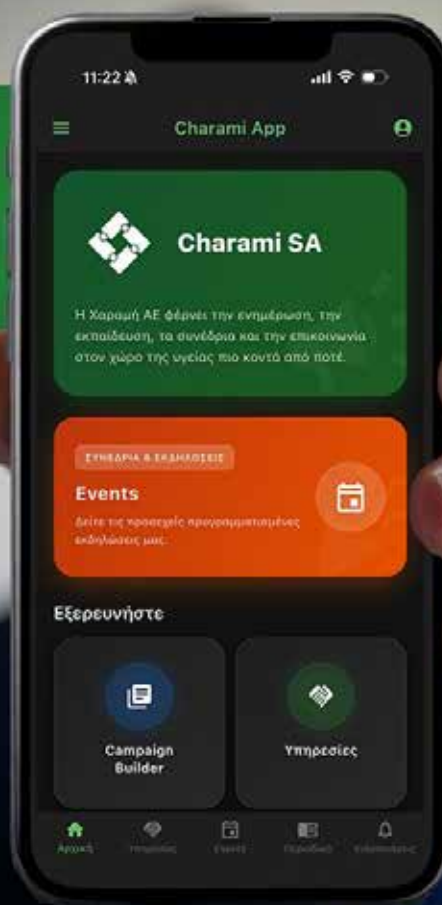 11:22
Charami App
Charami SA
Η Χαραμή ΑΕ φέρνει την ενημέρωση, την
εκπαίδευση, τα συνέδρια και την επικοινωνία
στον χώρο της υγείας πιο κοντά από ποτέ.
ΣΥΝΕΔΡΙΑ & ΕΚΔΗΛΩΣΕΙΣ
Events
Δείτε τις προσεχείς προγραμματισμένες
εκδηλώσεις μας.
Εξερευνήστε
Campaign
Builder
Υπηρεσίες
Αρχική
Υπηρεσίες
Events
Περιοδικό